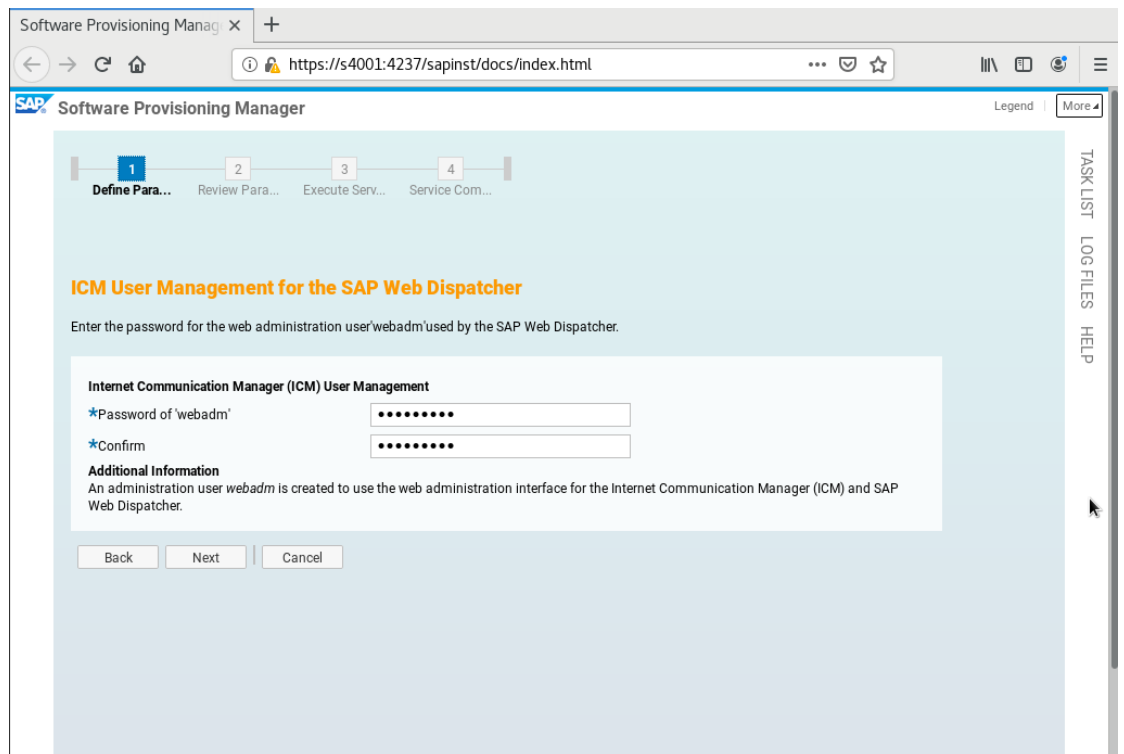 Software Provisioning Manag
https://s4001:4237/sapinst/docs/index.html
SAP Software Provisioning Manager
Legend
More
1 2 3 4
Define Para... Review Para... Execute Serv... Service Com...
TASK LIST
LOG FILES
HELP
ICM User Management for the SAP Web Dispatcher
Enter the password for the web administration user'webadm'used by the SAP Web Dispatcher.
Internet Communication Manager (ICM) User Management
*Password of 'webadm' •••••••••
*Confirm •••••••••
Additional Information
An administration user webadm is created to use the web administration interface for the Internet Communication Manager (ICM) and SAP
Web Dispatcher.
Back Next Cancel